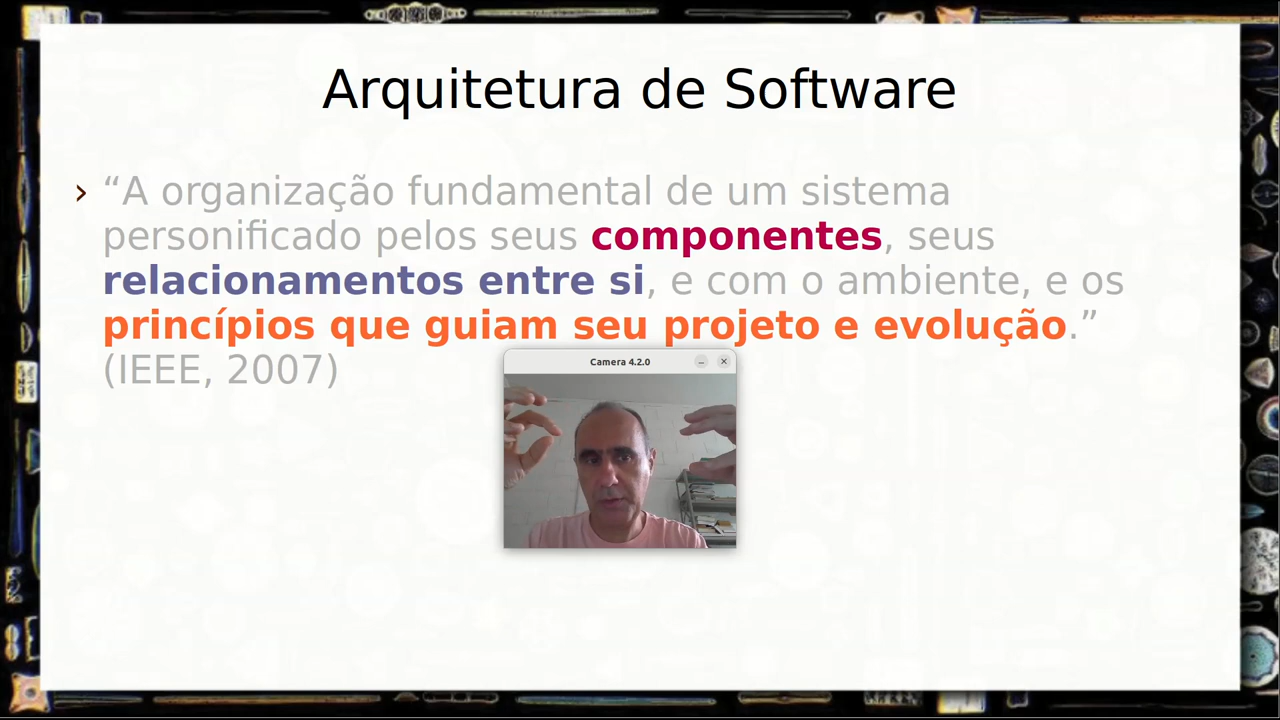 Arquitetura de Software
› “A organização fundamental de um sistema
personificado pelos seus componentes, seus
relacionamentos entre si, e com o ambiente, e os
princípios que guiam seu projeto e evolução.”
(IEEE, 2007)
Camera 4.2.0